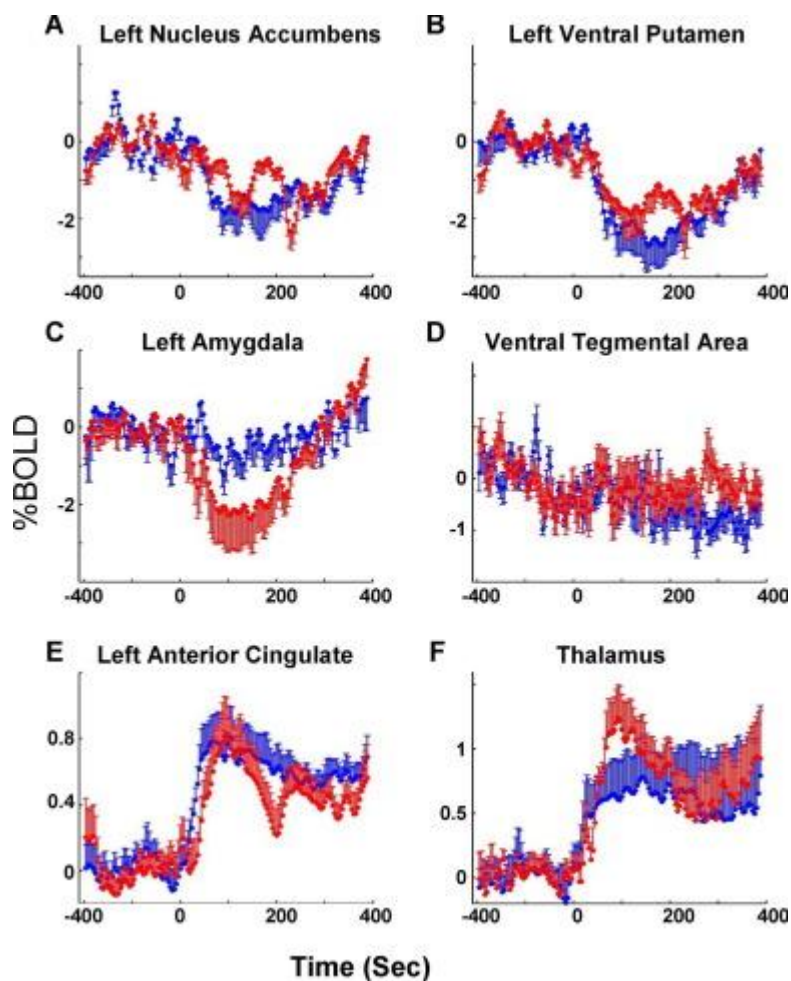 A Left Nucleus Accumbens
B Left Ventral Putamen
0
-2
-400 0 200 400
0
-2
-400 0 200 400
C Left Amygdala
D Ventral Tegmental Area
0
-2
-400 0 200 400
0
-1
-400 0 200 400
%BOLD
E Left Anterior Cingulate
F Thalamus
0.8
0.4
0
-400 0 200 400
1
0.5
0
-400 0 200 400
Time (Sec)